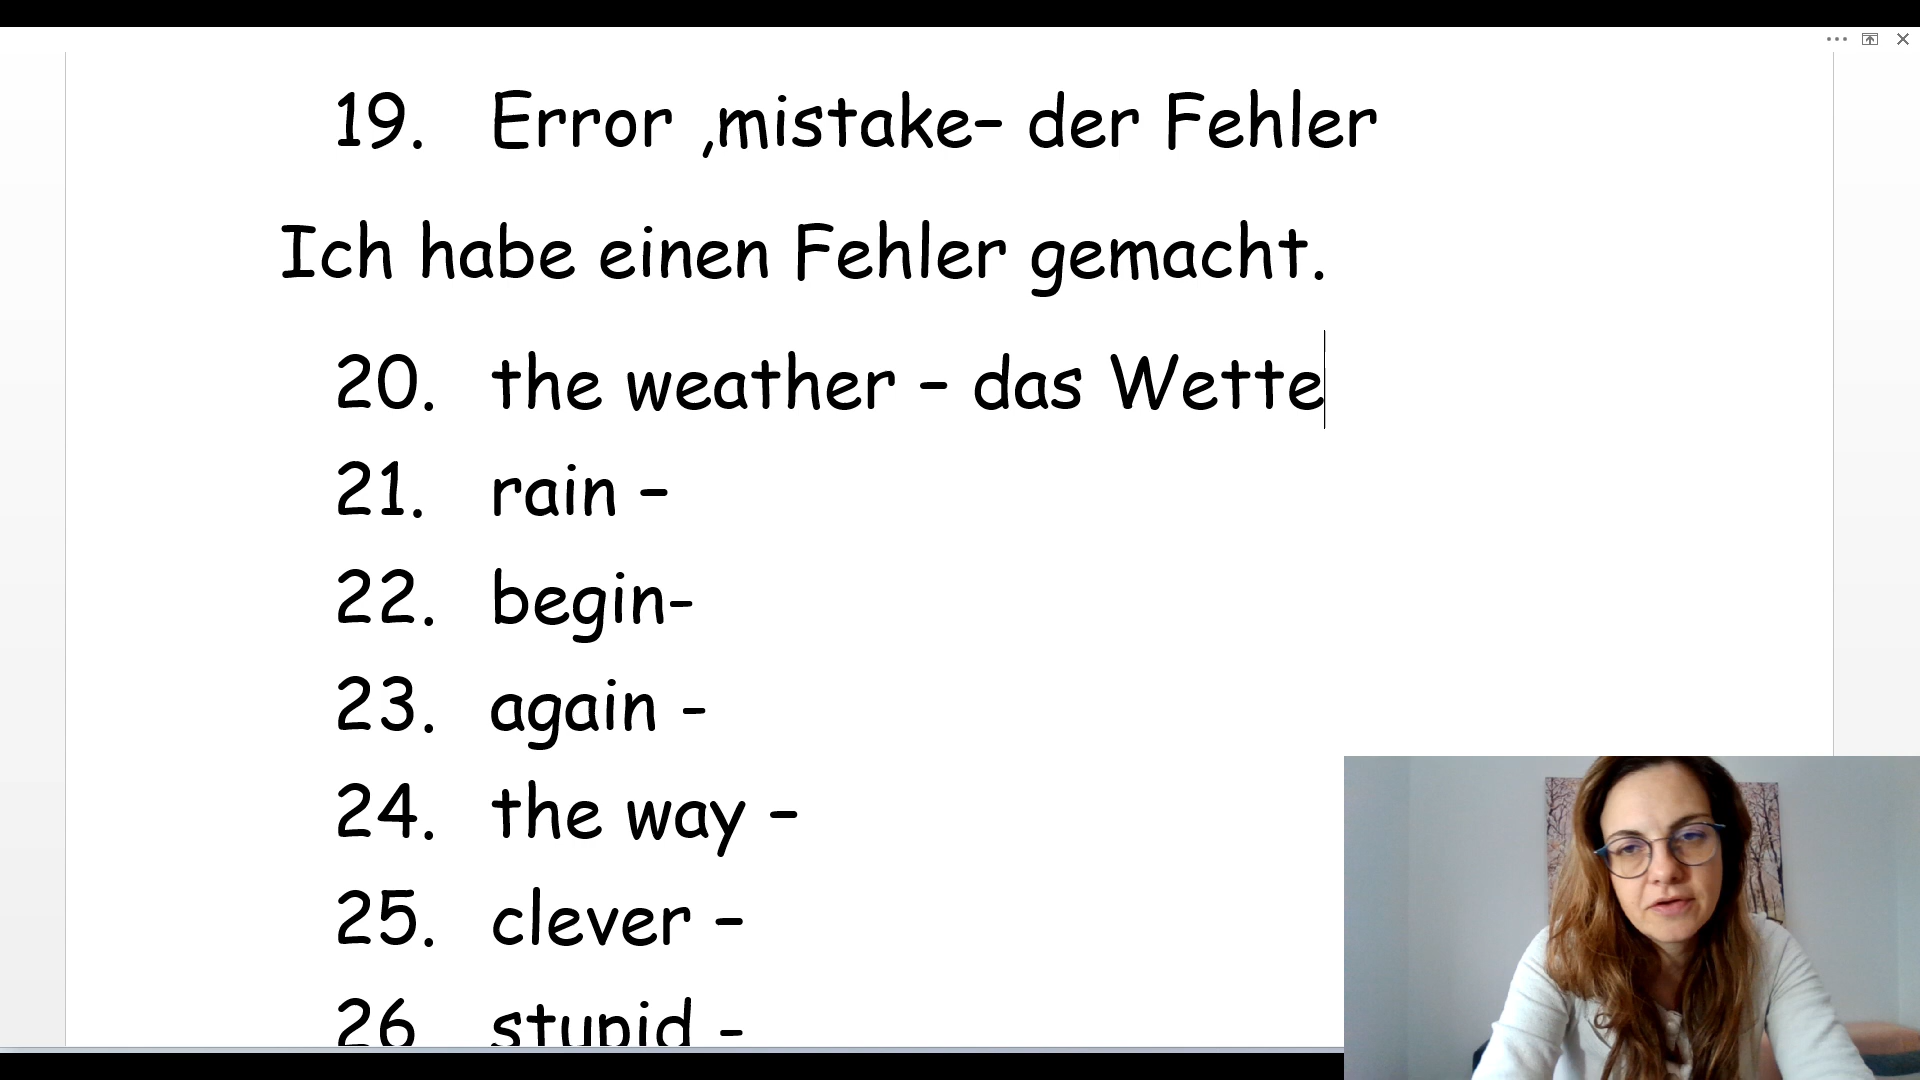 19. Error ,mistake– der Fehler
Ich habe einen Fehler gemacht.
20. the weather – das Wette
21. rain –
22. begin-
23. again -
24. the way –
25. clever –
26 stupid -